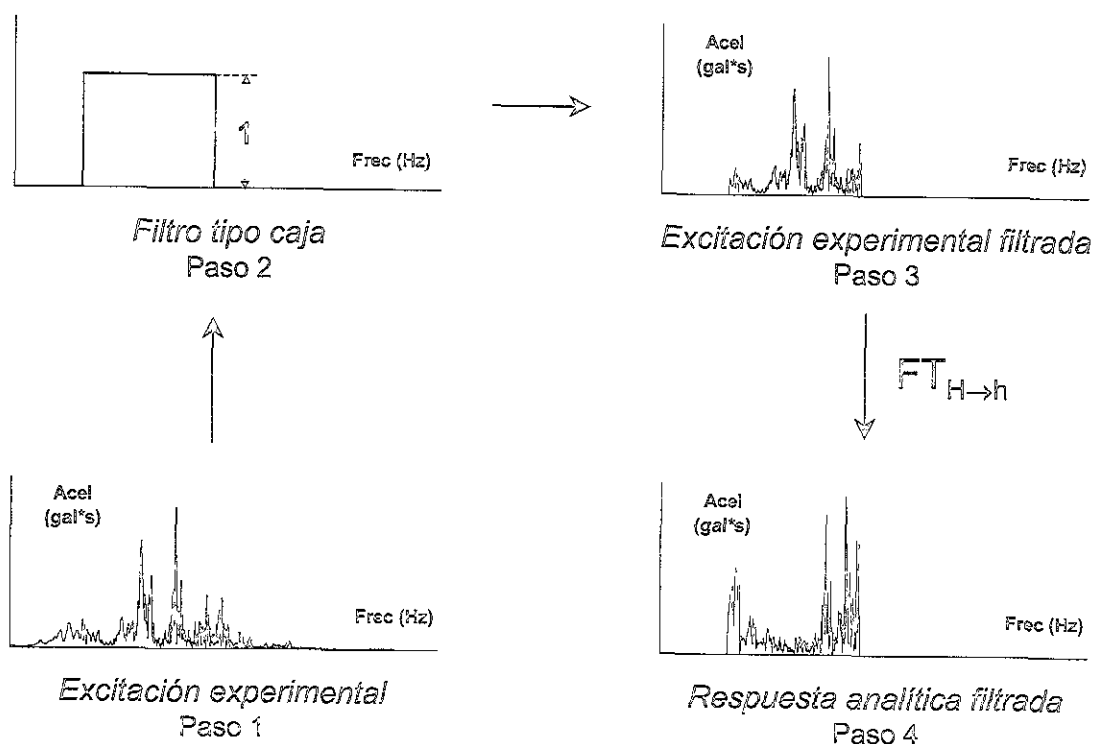 1
Frec (Hz)
Filtro tipo caja
Paso 2
Acel
(gal*s)
Frec (Hz)
Excitación experimental filtrada
Paso 3
FT H→h
Acel
(gal*s)
Frec (Hz)
Excitación experimental
Paso 1
Acel
(gal*s)
Frec (Hz)
Respuesta analítica filtrada
Paso 4